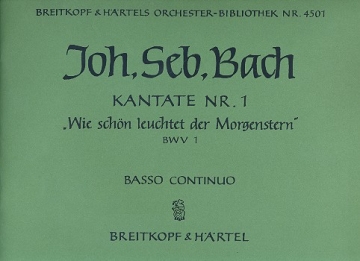 BREITKOPF & HÄRTELS ORCHESTER-BIBLIOTHEK NR. 4501
Joh. Seb. Bach
KANTATE NR. 1
„Wie schön leuchtet der Morgenstern"
BWV 1
BASSO CONTINUO
BREITKOPF & HÄRTEL